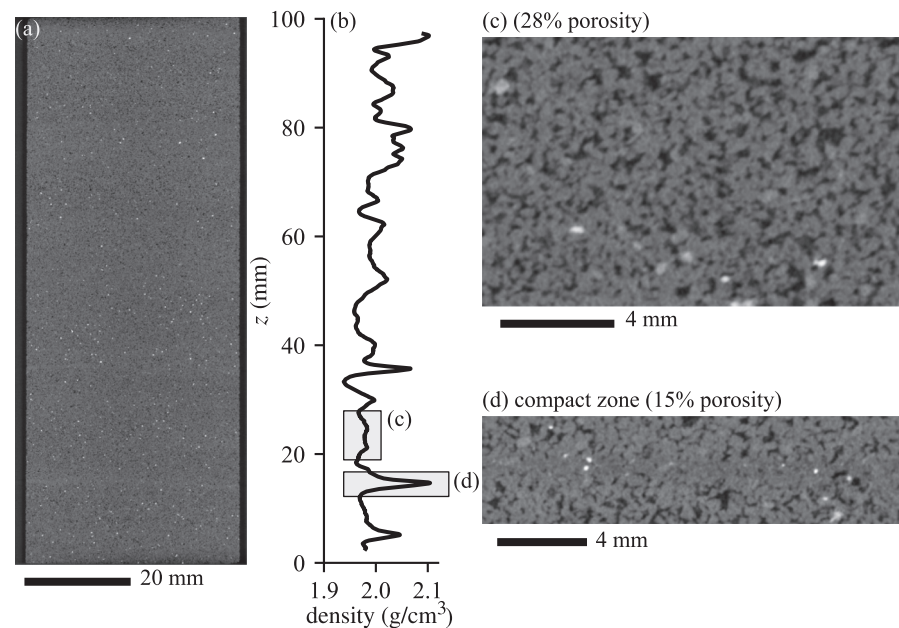 (a)
20 mm
(b)
100
80
60
40
20
0
z (mm)
1.9 2.0 2.1
density (g/cm3)
(c)
(d)
(c) (28% porosity)
4 mm
(d) compact zone (15% porosity)
4 mm